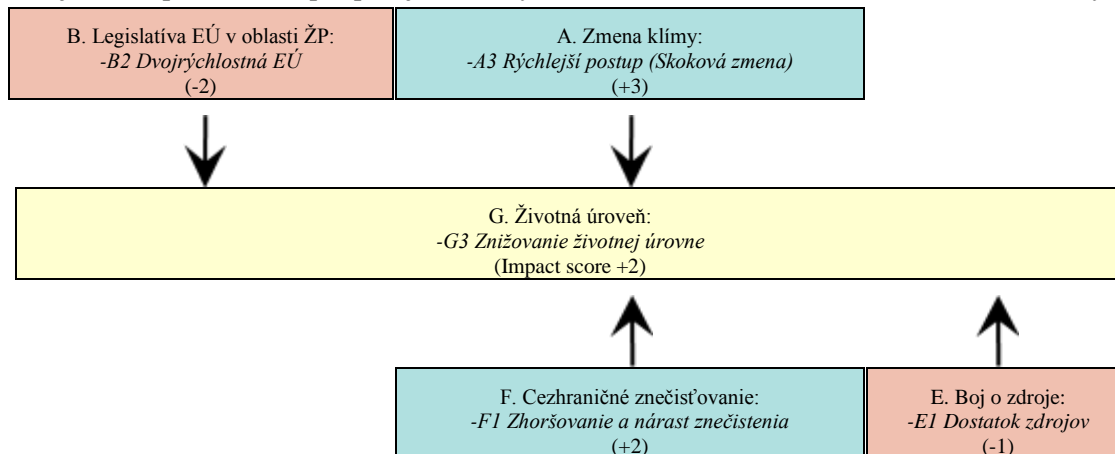 B. Legislatíva EÚ v oblasti ŽP:
-B2 Dvojrýchlostná EÚ
(-2)
A. Zmena klímy:
-A3 Rýchlejší postup (Skoková zmena)
(+3)
G. Životná úroveň:
-G3 Znižovanie životnej úrovne
(Impact score +2)
F. Cezhraničné znečisťovanie:
-F1 Zhoršovanie a nárast znečistenia
(+2)
E. Boj o zdroje:
-E1 Dostatok zdrojov
(-1)